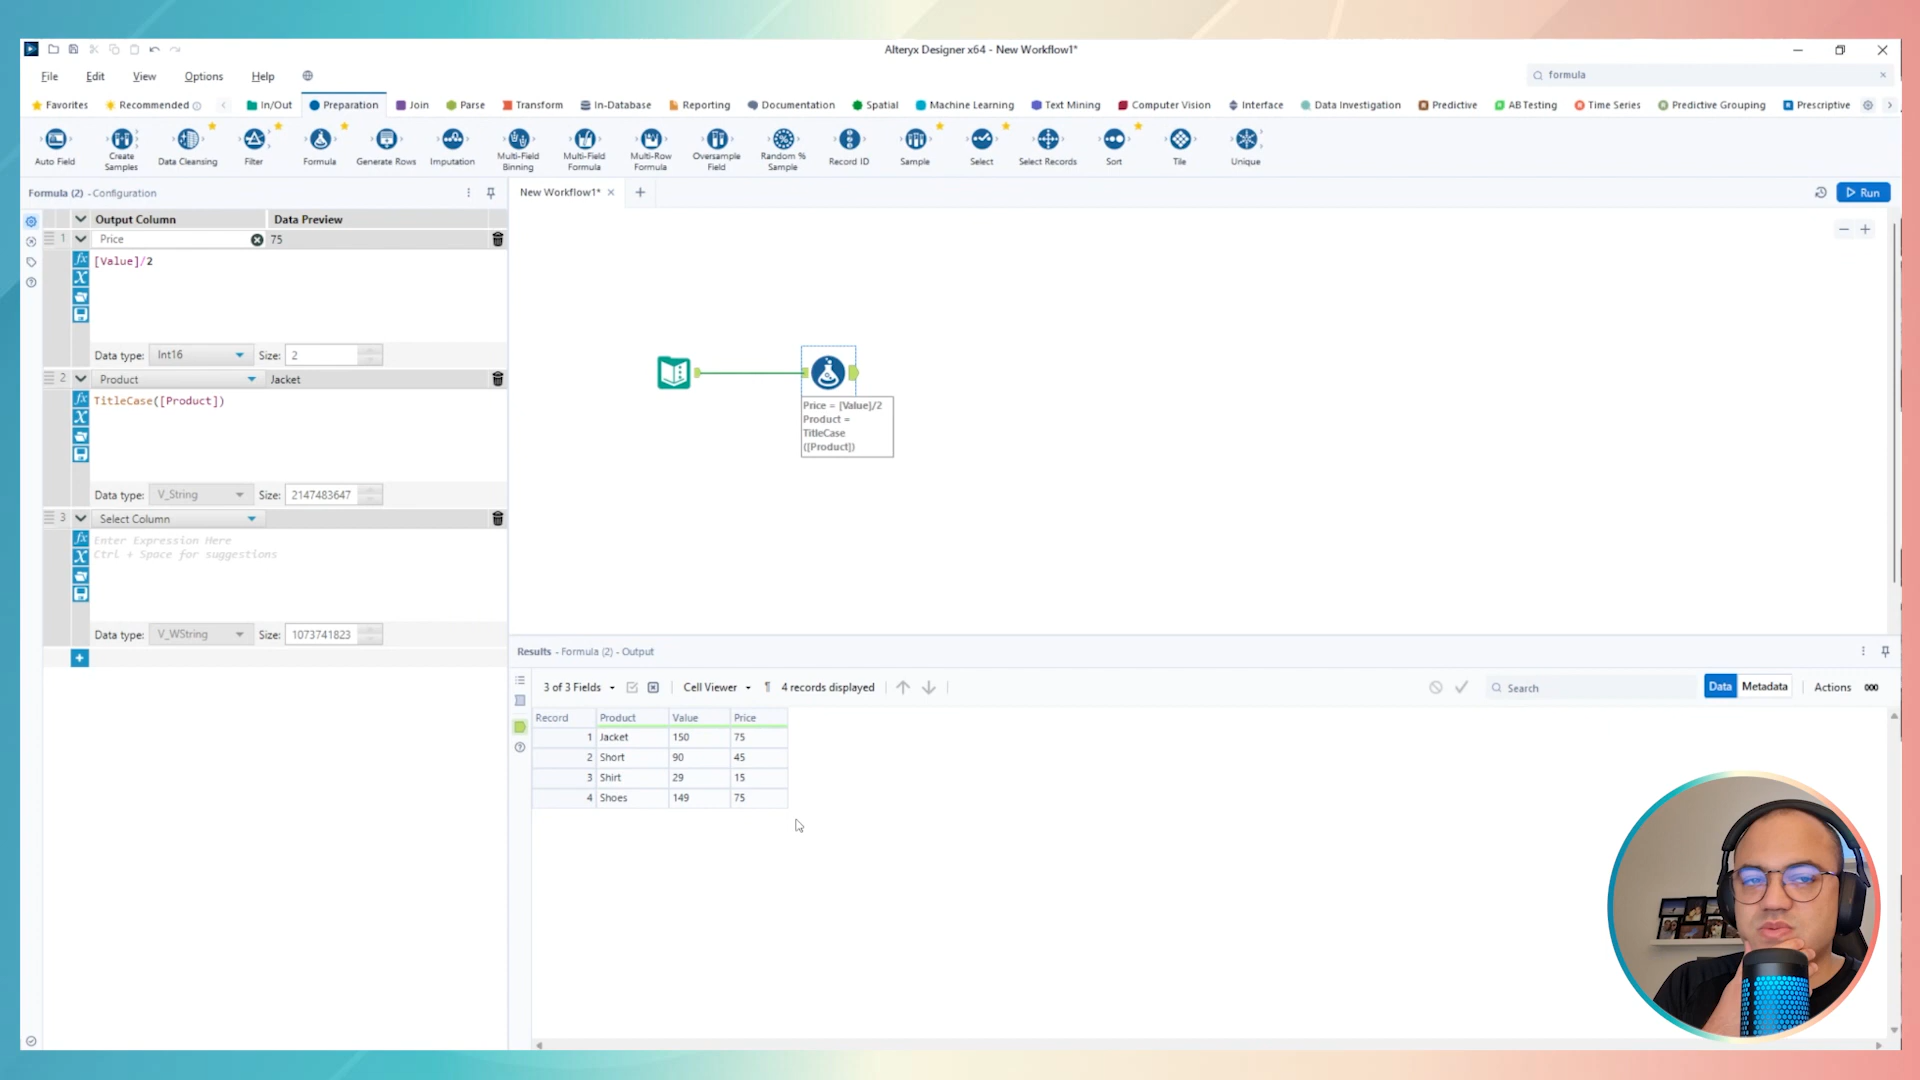 Alteryx Designer x64 - New Workflow1*
File Edit View Options Help
formula
Favorites Recommended In/Out Preparation Join Parse Transform In-Database Reporting Documentation Spatial Machine Learning Text Mining Computer Vision Interface Data Investigation Predictive AB Testing Time Series Predictive Grouping Prescriptive
Auto Field
Create Samples
Data Cleansing
Filter
Formula
Generate Rows
Imputation
Multi-Field Binning
Multi-Field Formula
Multi-Row Formula
Oversample Field
Random % Sample
Record ID
Sample
Select
Select Records
Sort
Tile
Unique
Formula (2) - Configuration
New Workflow1*
Run
Output Column Data Preview
1 Price 75
fx [Value]/2
X
Data type: Int16 Size: 2
2 Product Jacket
fx TitleCase([Product])
X
Data type: V_String Size: 2147483647
3 Select Column
fx Enter Expression Here
X Ctrl + Space for suggestions
Data type: V_WString Size: 1073741823
Price = [Value]/2
Product =
TitleCase
([Product])
Results - Formula (2) - Output
3 of 3 Fields Cell Viewer ¶ 4 records displayed Search Data Metadata Actions 000
Record Product Value Price
1 Jacket 150 75
2 Short 90 45
3 Shirt 29 15
4 Shoes 149 75